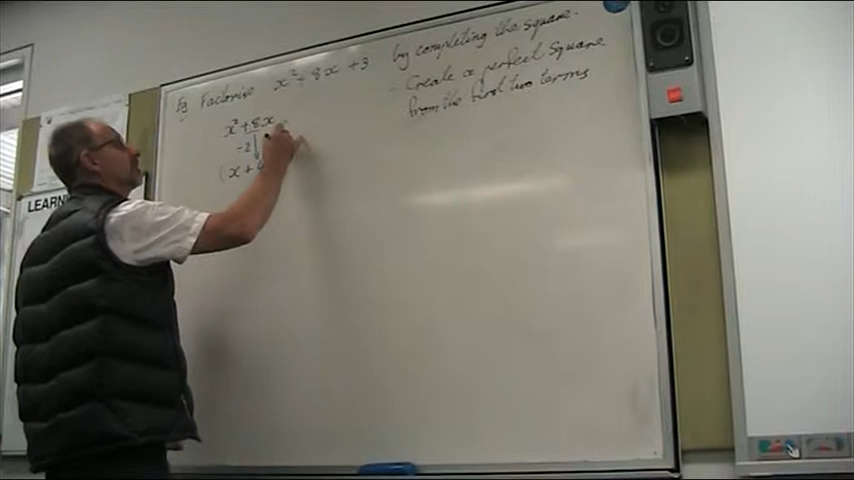 Eg Factorise x² + 8x + 3 by completing the square.
- Create a perfect square
from the first two terms
x² + 8x
÷2
(x + 4
LEARN